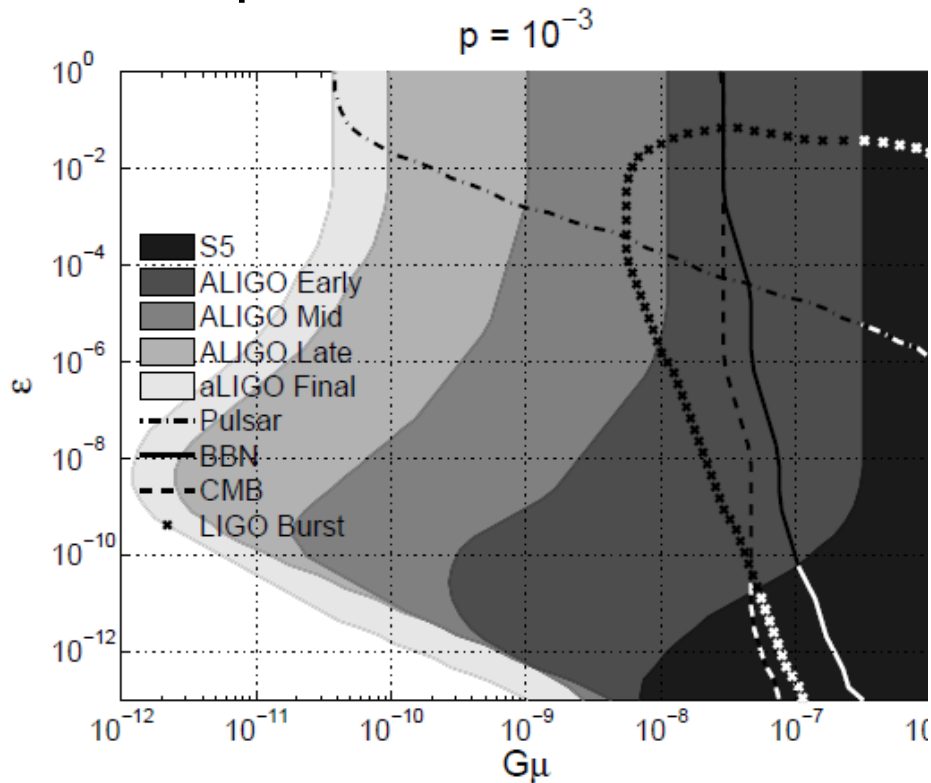 p = 10⁻³
10⁰
10⁻²
10⁻⁴
10⁻⁶
10⁻⁸
10⁻¹⁰
10⁻¹²
ε
S5
ALIGO Early
ALIGO Mid
ALIGO Late
aLIGO Final
Pulsar
BBN
CMB
LIGO Burst
10⁻¹² 10⁻¹¹ 10⁻¹⁰ 10⁻⁹ 10⁻⁸ 10⁻⁷
Gμ